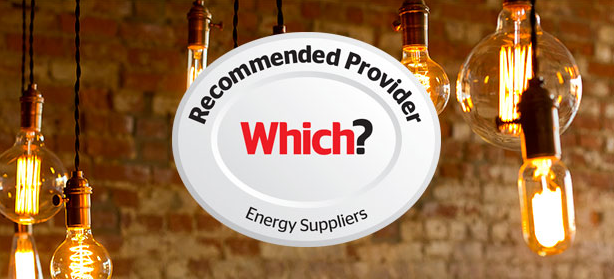 Recommended Provider
Which?
Energy Suppliers